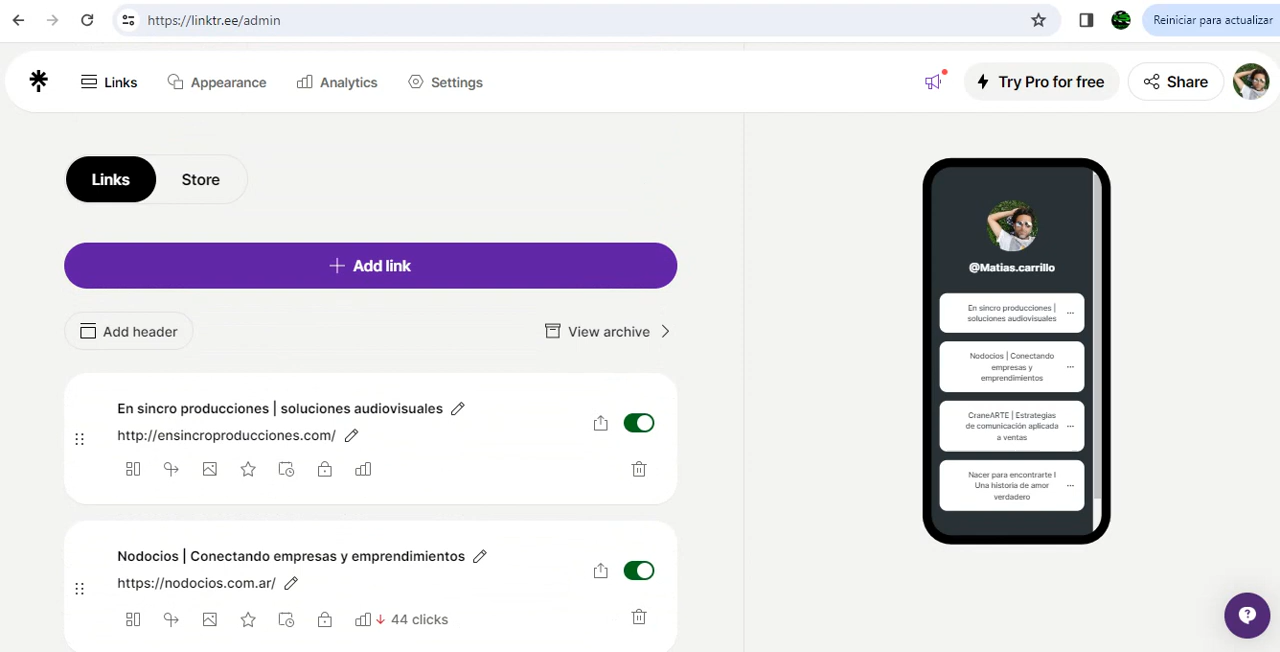 https://linktr.ee/admin
Reiniciar para actualizar
Links
Appearance
Analytics
Settings
Try Pro for free
Share
Links
Store
Add link
Add header
View archive
En sincro producciones | soluciones audiovisuales
http://ensincroproducciones.com/
Nodocios | Conectando empresas y emprendimientos
https://nodocios.com.ar/
44 clicks
@Matias.carrillo
En sincro producciones |
soluciones audiovisuales
Nodocios | Conectando
empresas y
emprendimientos
CraneARTE | Estrategias
de comunicación aplicada
a ventas
Nacer para encontrarte I
Una historia de amor
verdadero